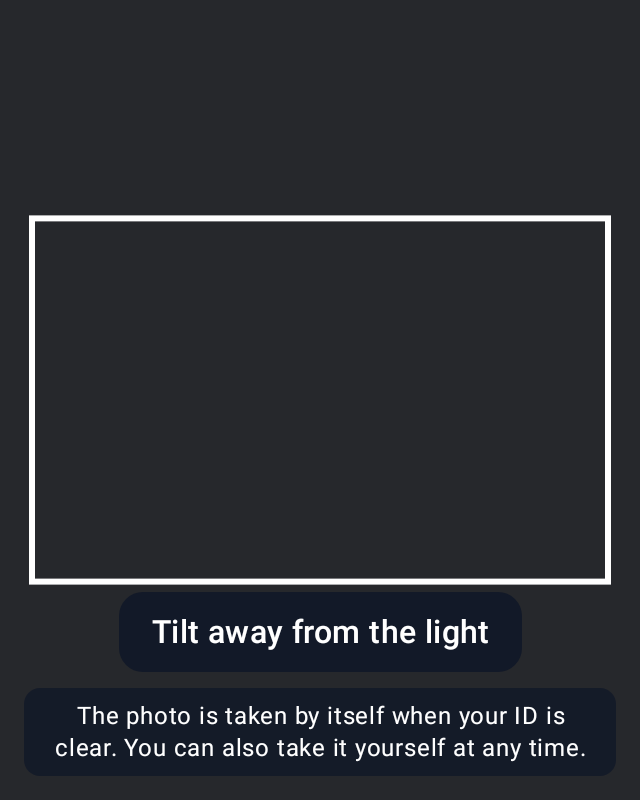 Tilt away from the light
The photo is taken by itself when your ID is
clear. You can also take it yourself at any time.